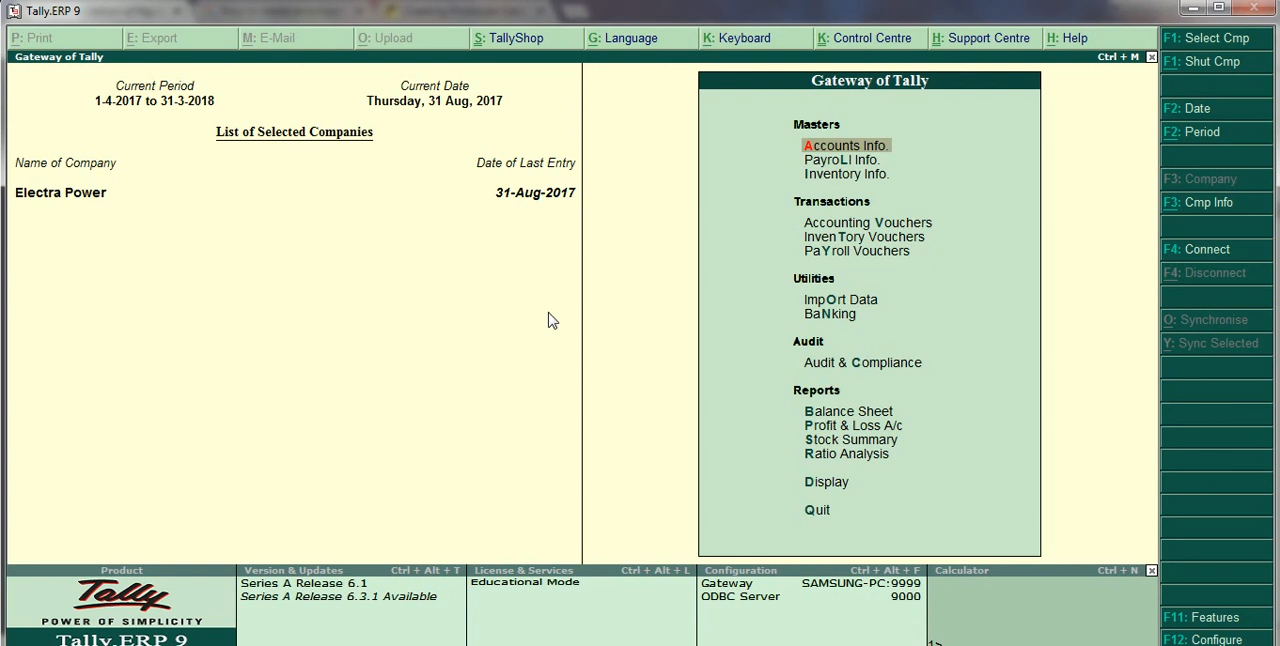 Tally.ERP 9
P: Print
E: Export
M: E-Mail
O: Upload
S: TallyShop
G: Language
K: Keyboard
K: Control Centre
H: Support Centre
H: Help
Gateway of Tally
Ctrl + M
Current Period
1-4-2017 to 31-3-2018
Current Date
Thursday, 31 Aug, 2017
List of Selected Companies
Name of Company
Date of Last Entry
Electra Power
31-Aug-2017
Gateway of Tally
Masters
Accounts Info.
PayroLl Info.
Inventory Info.
Transactions
Accounting Vouchers
InvenTory Vouchers
PaYroll Vouchers
Utilities
ImpOrt Data
BaNking
Audit
Audit & Compliance
Reports
Balance Sheet
Profit & Loss A/c
Stock Summary
Ratio Analysis
Display
Quit
F1: Select Cmp
F1: Shut Cmp
F2: Date
F2: Period
F3: Company
F3: Cmp Info
F4: Connect
F4: Disconnect
O: Synchronise
Y: Sync Selected
F11: Features
F12: Configure
Product
Tally
POWER OF SIMPLICITY
Tally.ERP 9
Version & Updates
Ctrl + Alt + T
Series A Release 6.1
Series A Release 6.3.1 Available
License & Services
Ctrl + Alt + L
Educational Mode
Configuration
Ctrl + Alt + F
Gateway
SAMSUNG-PC:9999
ODBC Server
9000
Calculator
Ctrl + N
1>